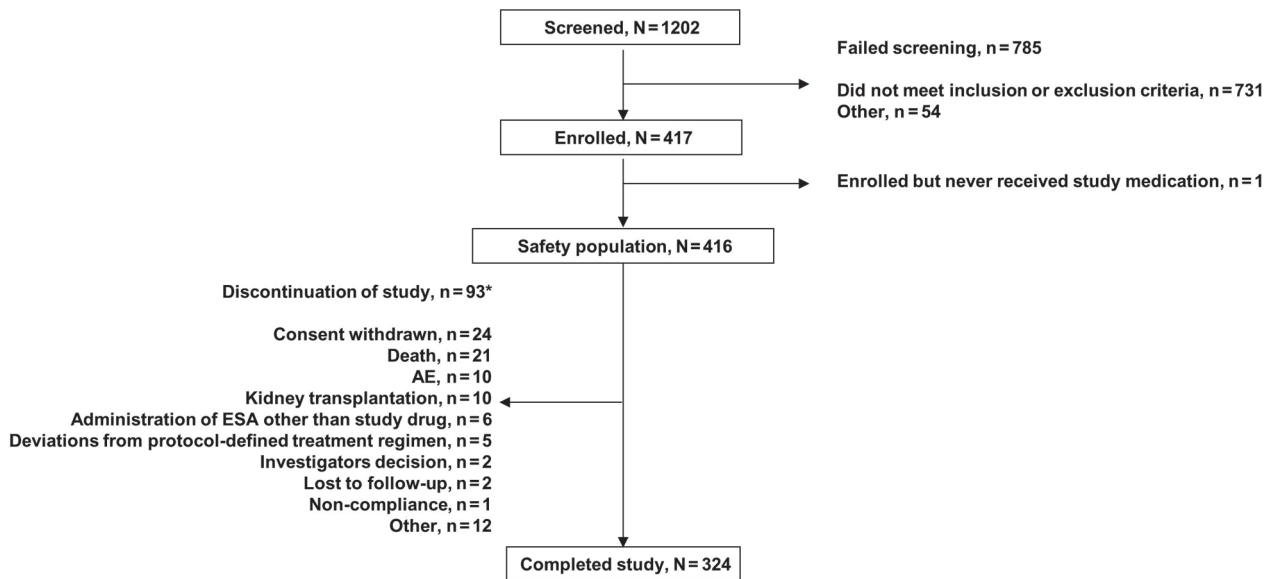 Screened, N = 1202
Failed screening, n = 785
Did not meet inclusion or exclusion criteria, n = 731
Other, n = 54
Enrolled, N = 417
Enrolled but never received study medication, n = 1
Safety population, N = 416
Discontinuation of study, n = 93*
Consent withdrawn, n = 24
Death, n = 21
AE, n = 10
Kidney transplantation, n = 10
Administration of ESA other than study drug, n = 6
Deviations from protocol-defined treatment regimen, n = 5
Investigators decision, n = 2
Lost to follow-up, n = 2
Non-compliance, n = 1
Other, n = 12
Completed study, N = 324